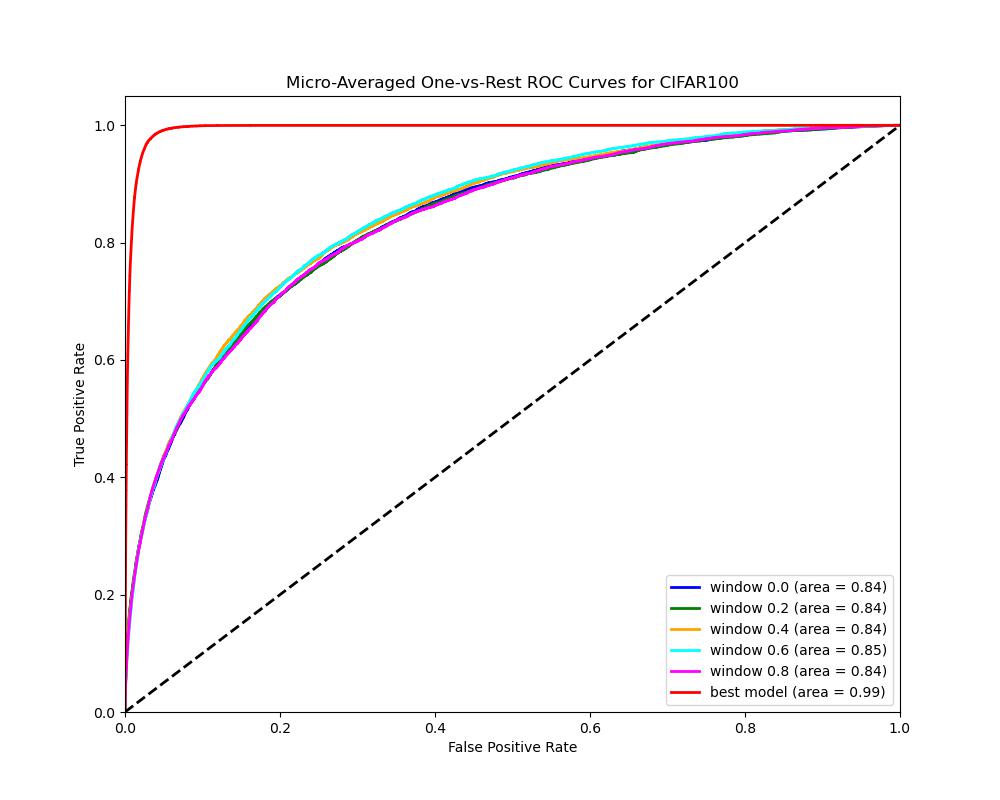 Micro-Averaged One-vs-Rest ROC Curves for CIFAR100
1.0
0.8
0.6
0.4
0.2
0.0
True Positive Rate
window 0.0 (area = 0.84)
window 0.2 (area = 0.84)
window 0.4 (area = 0.84)
window 0.6 (area = 0.85)
window 0.8 (area = 0.84)
best model (area = 0.99)
0.0 0.2 0.4 0.6 0.8 1.0
False Positive Rate